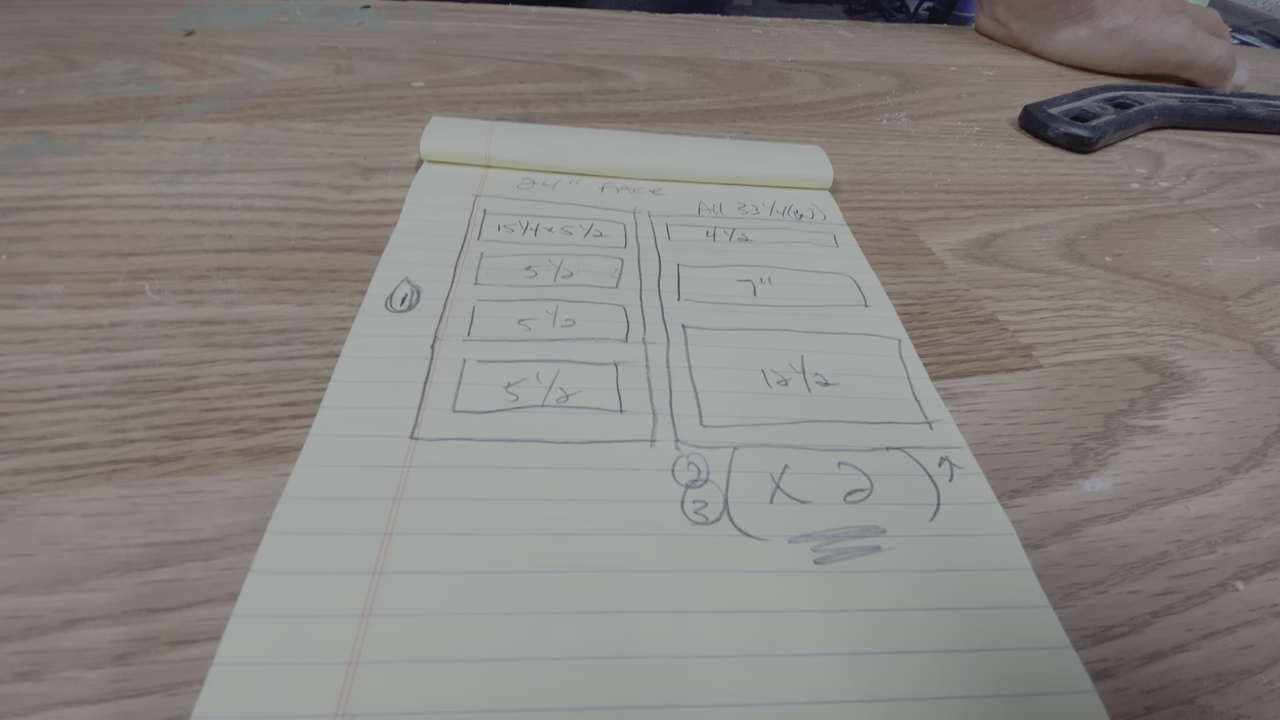 24" FACE
All 33 1/4 (W)
15 1/4 x 5 1/2
5 1/2
5 1/2
5 1/2
1
4 1/2
7"
12 1/2
2
3
(x 2)